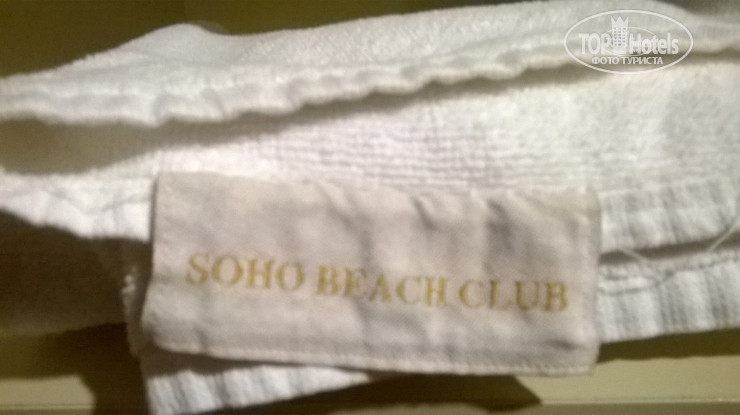 TOP Hotels
ФОТО ТУРИСТА
SOHO BEACH CLUB